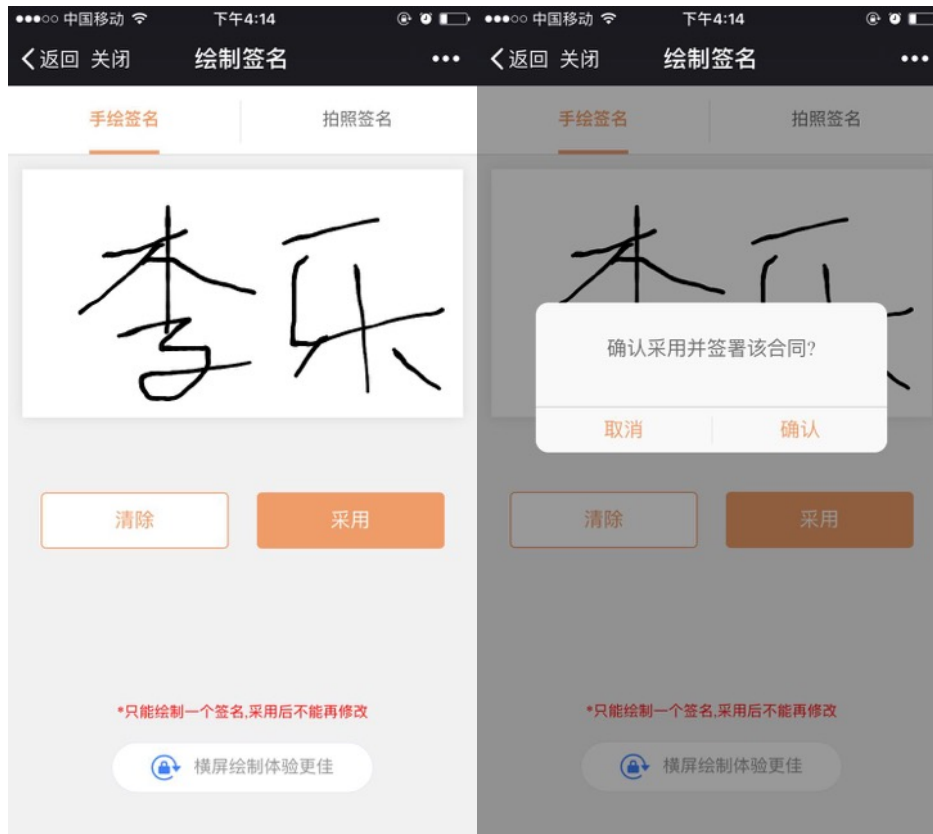 中国移动 下午4:14
返回 关闭 绘制签名
手绘签名 拍照签名
李乐
清除 采用
*只能绘制一个签名,采用后不能再修改
横屏绘制体验更佳
中国移动 下午4:14
返回 关闭 绘制签名
手绘签名 拍照签名
确认采用并签署该合同?
取消 确认
清除 采用
*只能绘制一个签名,采用后不能再修改
横屏绘制体验更佳